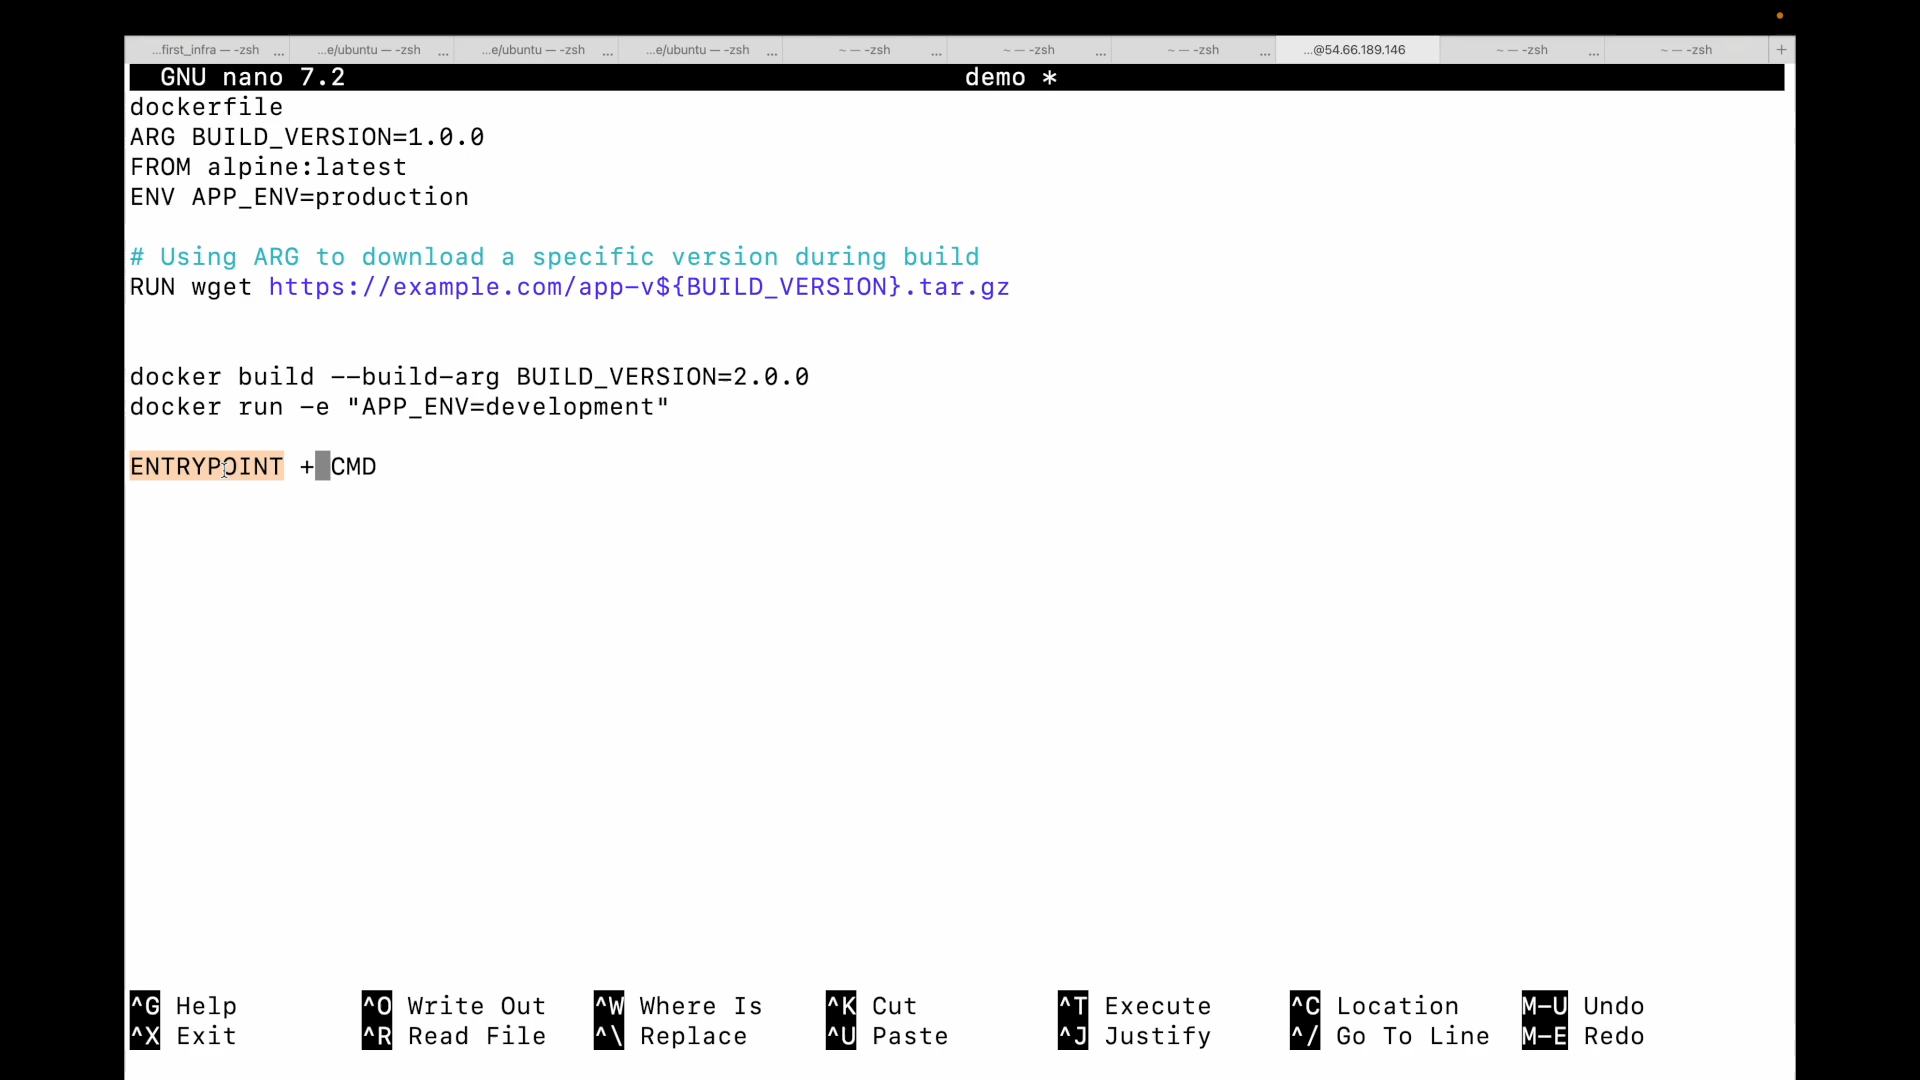 ...first_infra — -zsh ... ...e/ubuntu — -zsh ... ...e/ubuntu — -zsh ... ...e/ubuntu — -zsh ... ~ — -zsh ... ~ — -zsh ... ~ — -zsh ... ...@54.66.189.146 ~ — -zsh ... ~ — -zsh +
GNU nano 7.2 demo *
dockerfile
ARG BUILD_VERSION=1.0.0
FROM alpine:latest
ENV APP_ENV=production
# Using ARG to download a specific version during build
RUN wget https://example.com/app-v${BUILD_VERSION}.tar.gz
docker build --build-arg BUILD_VERSION=2.0.0
docker run -e "APP_ENV=development"
ENTRYPOINT + CMD
^G Help ^O Write Out ^W Where Is ^K Cut ^T Execute ^C Location M-U Undo
^X Exit ^R Read File ^\ Replace ^U Paste ^J Justify ^/ Go To Line M-E Redo